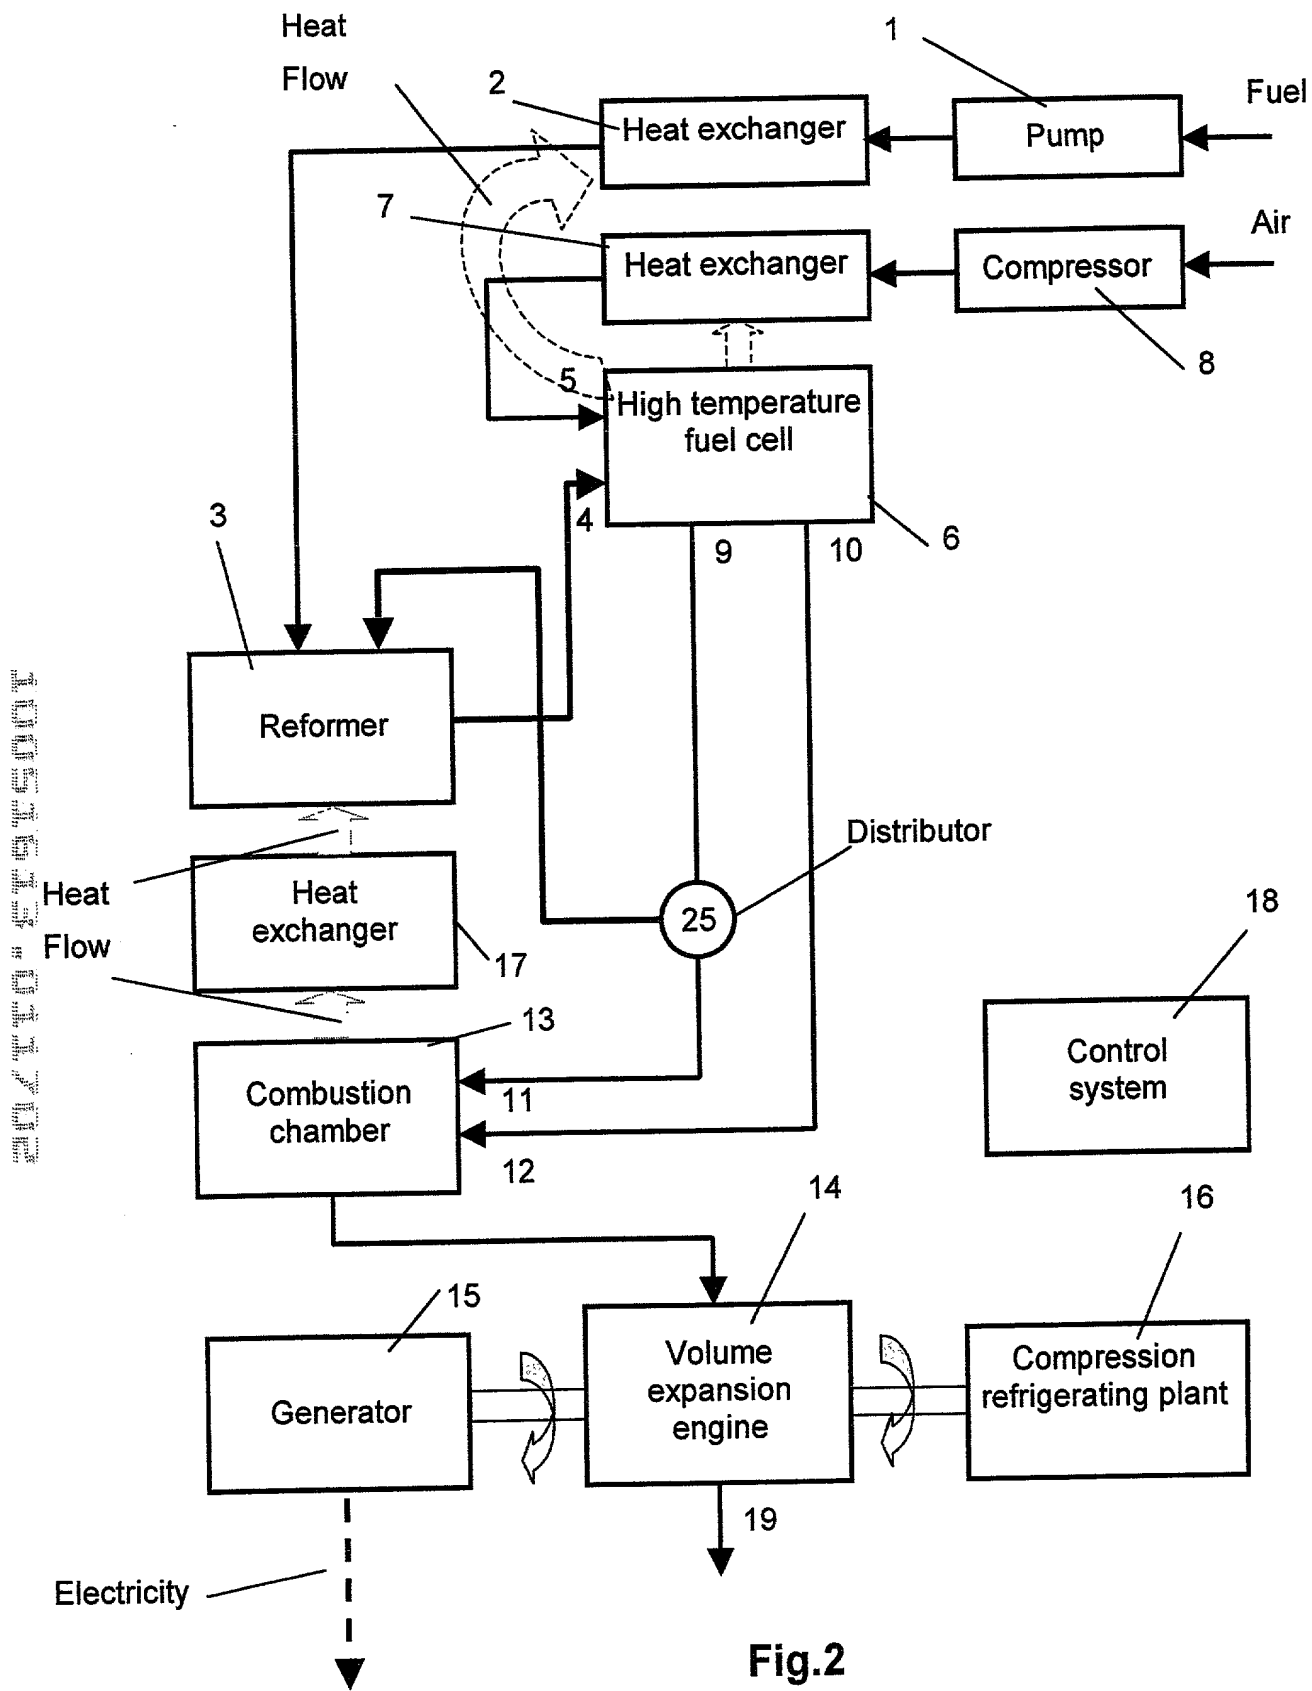 Heat
Flow
1
2
Fuel
Heat exchanger
Pump
7
Air
Heat exchanger
Compressor
5
8
High temperature
fuel cell
3
4
9
10
6
Reformer
Distributor
Heat
Flow
Heat
exchanger
25
17
18
13
Control
system
Combustion
chamber
11
12
14
16
15
Volume
expansion
engine
Compression
refrigerating plant
Generator
19
Electricity
Fig.2